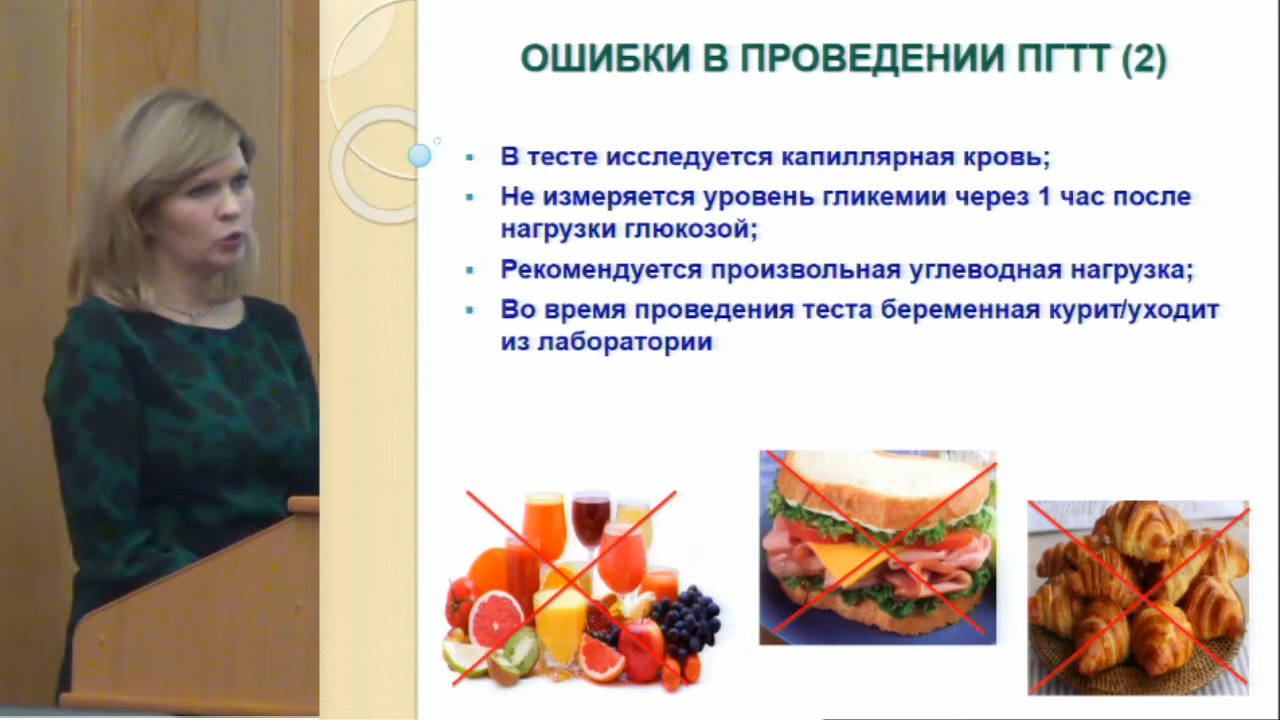 ОШИБКИ В ПРОВЕДЕНИИ ПГТТ (2)
В тесте исследуется капиллярная кровь;
Не измеряется уровень гликемии через 1 час после
нагрузки глюкозой;
Рекомендуется произвольная углеводная нагрузка;
Во время проведения теста беременная курит/уходит
из лаборатории